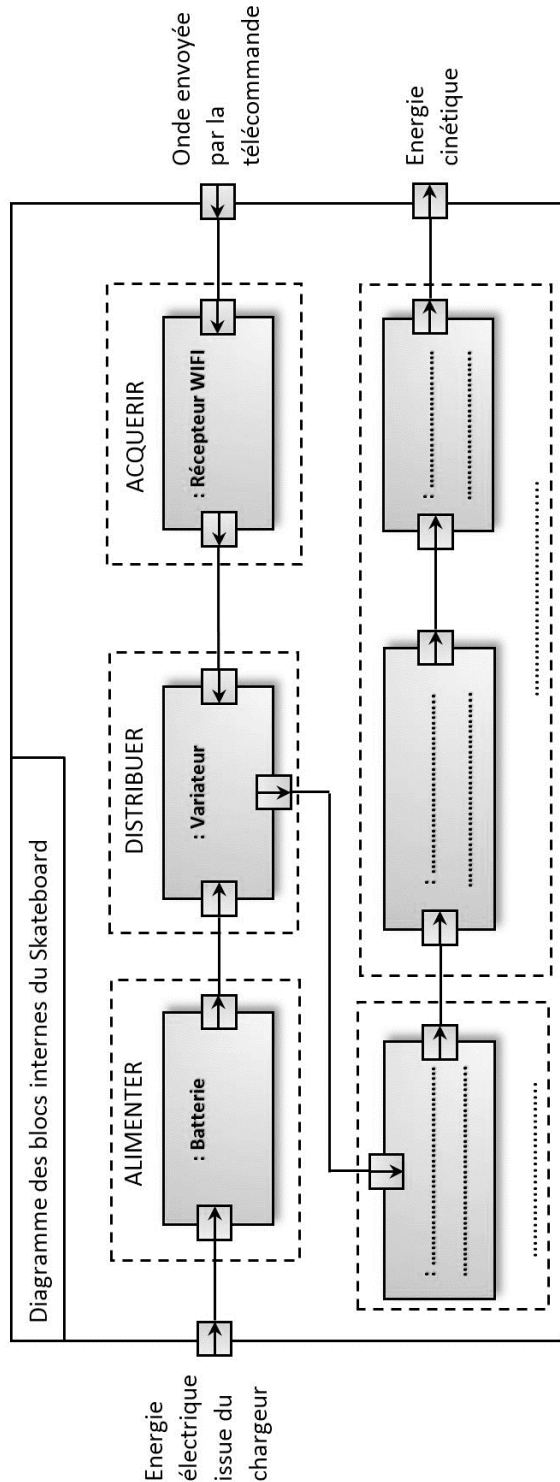 Diagramme des blocs internes du Skateboard
Energie
électrique
issue du
chargeur
ALIMENTER
: Batterie
DISTRIBUER
: Variateur
ACQUERIR
: Récepteur WIFI
Onde envoyée
par la
télécommande
Energie
cinétique
: ..............................
..............................
..............................
: ..............................
..............................
: ..............................
..............................
..............................